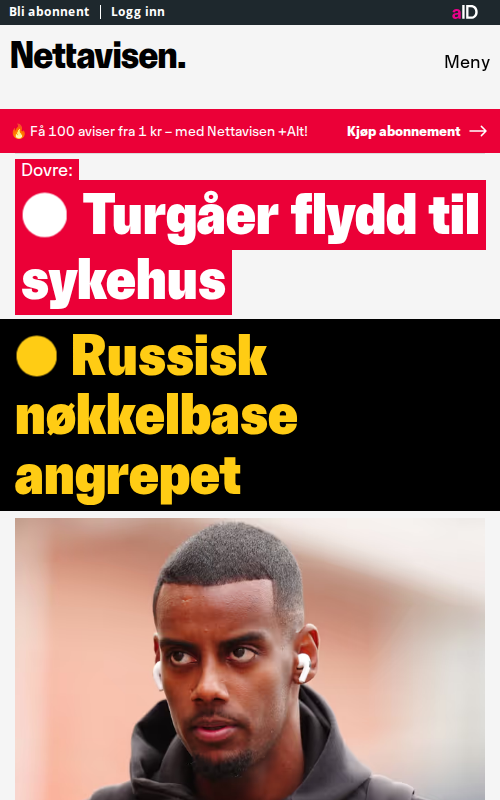 Bli abonnent Logg inn aID
Nettavisen.
Meny
🔥 Få 100 aviser fra 1 kr – med Nettavisen +Alt! Kjøp abonnement →
Dovre:
Turgåer flydd til
sykehus
Russisk
nøkkelbase
angrepet